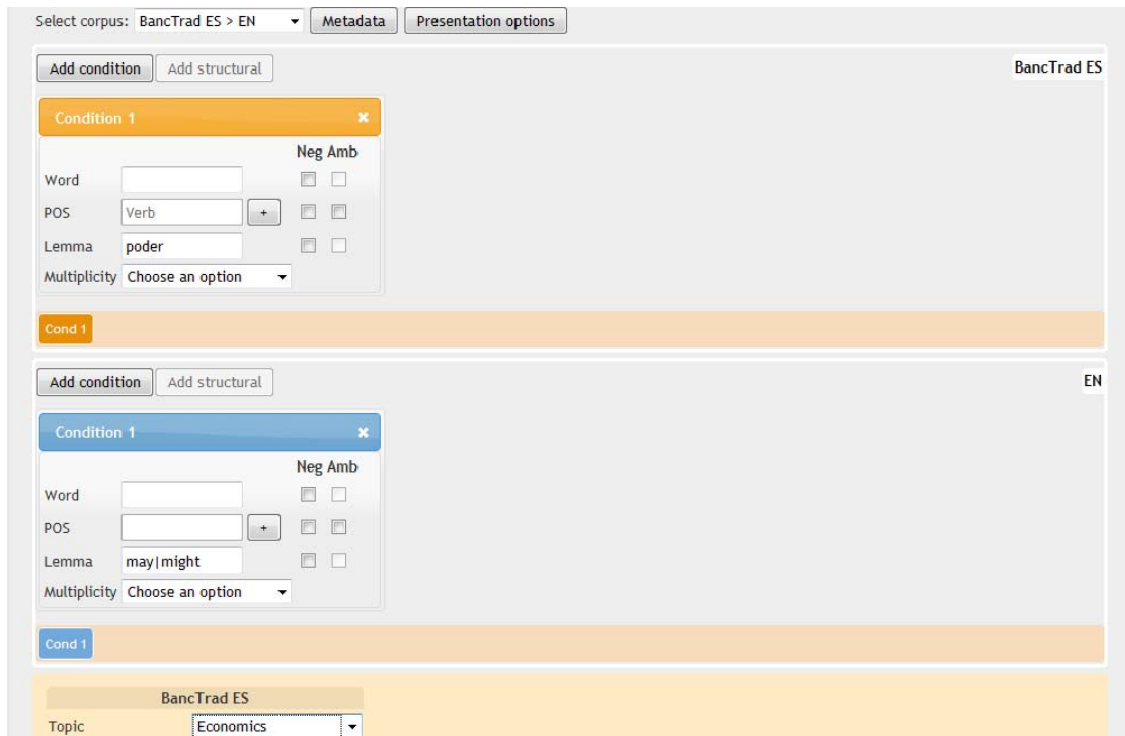 Select corpus: BancTrad ES > EN Metadata Presentation options
Add condition Add structural BancTrad ES
Condition 1
Neg Amb
Word
POS Verb +
Lemma poder
Multiplicity Choose an option
Cond 1
Add condition Add structural EN
Condition 1
Neg Amb
Word
POS +
Lemma may|might
Multiplicity Choose an option
Cond 1
BancTrad ES
Topic Economics